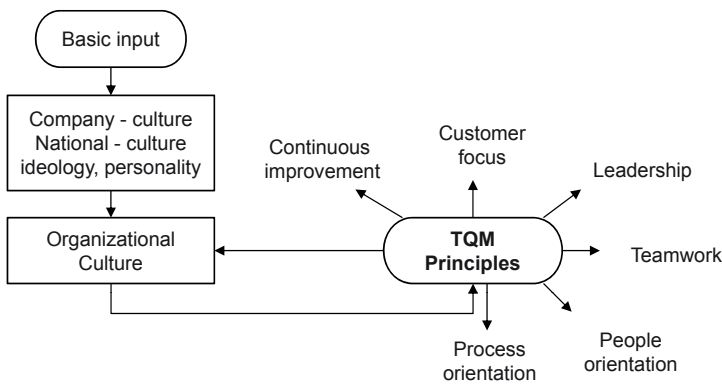 Basic input
Company - culture
National - culture
ideology, personality
Organizational
Culture
Continuous
improvement
Customer
focus
Leadership
TQM
Principles
Teamwork
People
orientation
Process
orientation